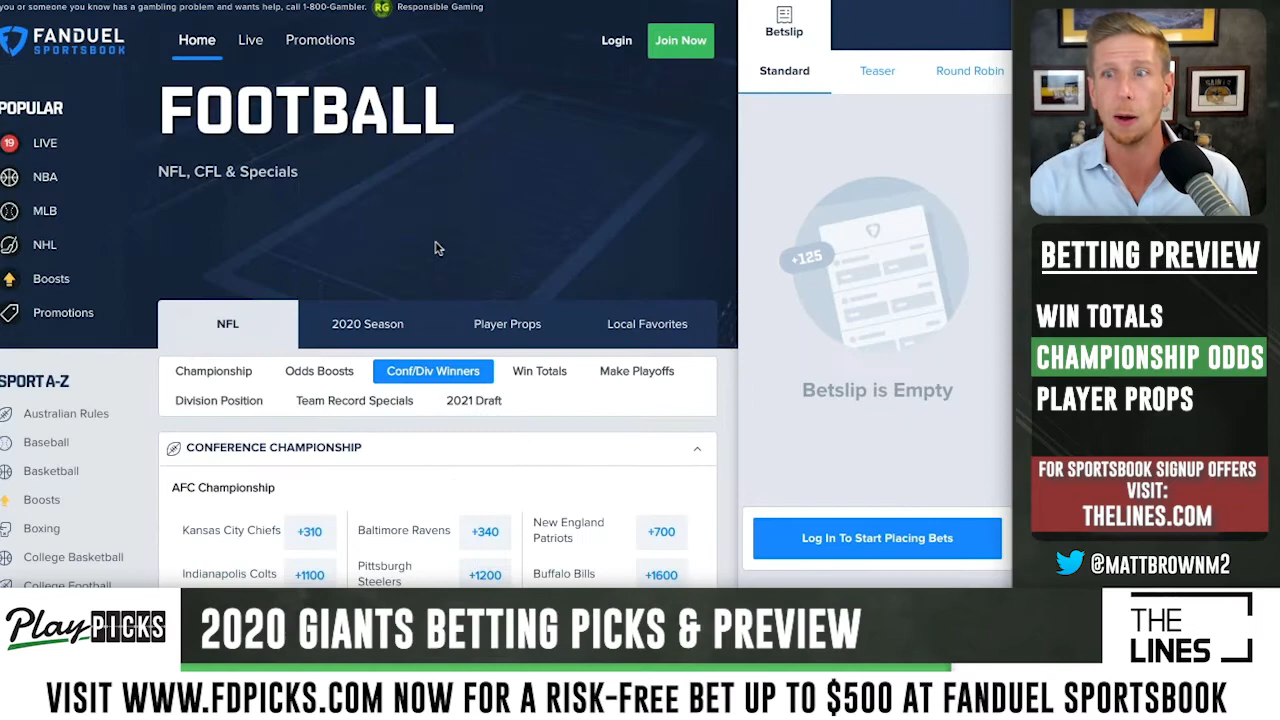 you or someone you know has a gambling problem and wants help, call 1-800-Gambler. RG Responsible Gaming
FANDUEL
SPORTSBOOK
Home Live Promotions
Login Join Now
POPULAR
19 LIVE
NBA
MLB
NHL
Boosts
Promotions
SPORT A-Z
Australian Rules
Baseball
Basketball
Boosts
Boxing
College Basketball
College Football
FOOTBALL
NFL, CFL & Specials
NFL 2020 Season Player Props Local Favorites
Championship Odds Boosts Conf/Div Winners Win Totals Make Playoffs
Division Position Team Record Specials 2021 Draft
CONFERENCE CHAMPIONSHIP
AFC Championship
Kansas City Chiefs +310 Baltimore Ravens +340 New England Patriots +700
Indianapolis Colts +1100 Pittsburgh Steelers +1200 Buffalo Bills +1600
Betslip
Standard Teaser Round Robin
+125
Betslip is Empty
Log In To Start Placing Bets
BETTING PREVIEW
WIN TOTALS
CHAMPIONSHIP ODDS
PLAYER PROPS
FOR SPORTSBOOK SIGNUP OFFERS
VISIT:
THELINES.COM
@MATTBROWNM2
Play PICKS
2020 GIANTS BETTING PICKS & PREVIEW
THE
LINES
VISIT WWW.FDPICKS.COM NOW FOR A RISK-FREE BET UP TO $500 AT FANDUEL SPORTSBOOK